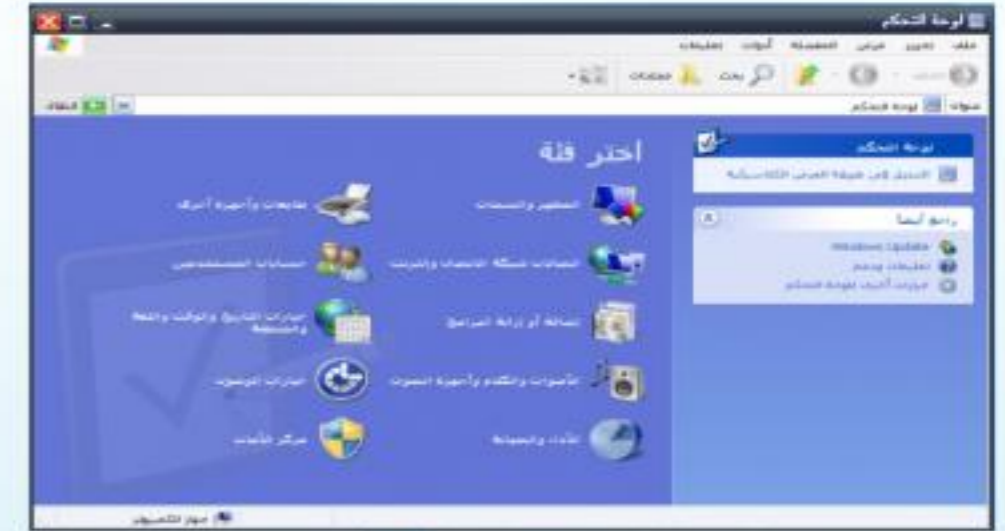 لوحة التحكم
ملف تحرير عرض المفضلة أدوات تعليمات
بحث مجلدات
عنوان لوحة التحكم انتقال
لوحة التحكم
التبديل إلى طريقة العرض الكلاسيكية
راجع أيضاً
Windows Update
تعليمات ودعم
خيارات أخرى للوحة التحكم
اختر فئة
المظهر والسمات
طابعات وأجهزة أخرى
اتصالات شبكة الاتصال وإنترنت
حسابات المستخدمين
إضافة أو إزالة البرامج
خيارات التاريخ والوقت واللغة
والمنطقة
الأصوات والكلام وأجهزة الصوت
خيارات الوصول
الأداء والصيانة
مركز الأمان
جهاز الكمبيوتر